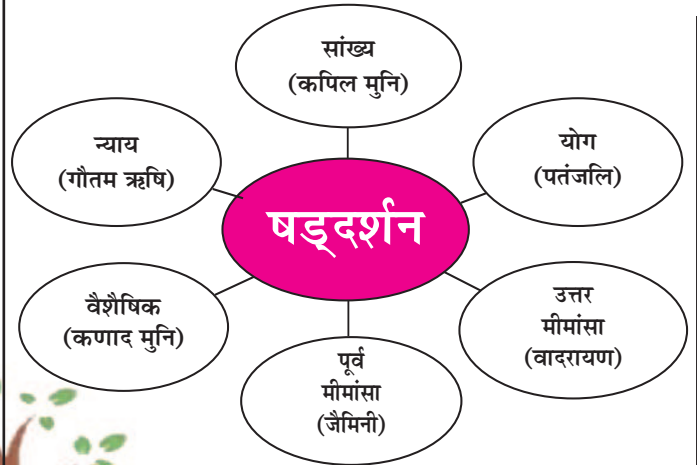 सांख्य
(कपिल मुनि)
न्याय
(गौतम ऋषि)
योग
(पतंजलि)
षड्दर्शन
वैशैषिक
(कणाद मुनि)
उत्तर
मीमांसा
(वादरायण)
पूर्व
मीमांसा
(जैमिनी)